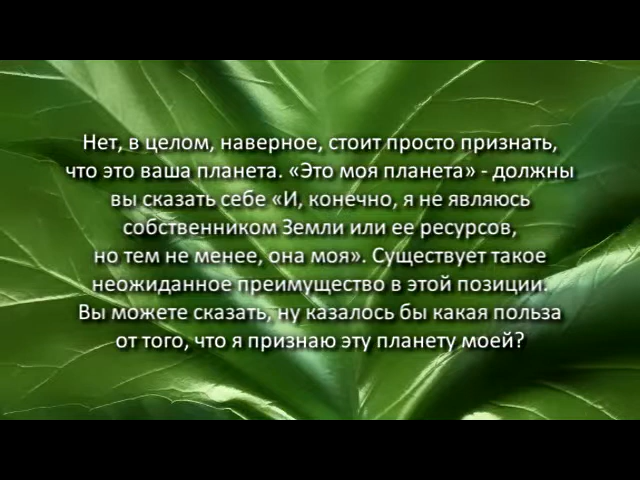 Нет, в целом, наверное, стоит просто признать,
что это ваша планета. «Это моя планета» - должны
вы сказать себе «И, конечно, я не являюсь
собственником Земли или ее ресурсов,
но тем не менее, она моя». Существует такое
неожиданное преимущество в этой позиции.
Вы можете сказать, ну казалось бы какая польза
от того, что я признаю эту планету моей?